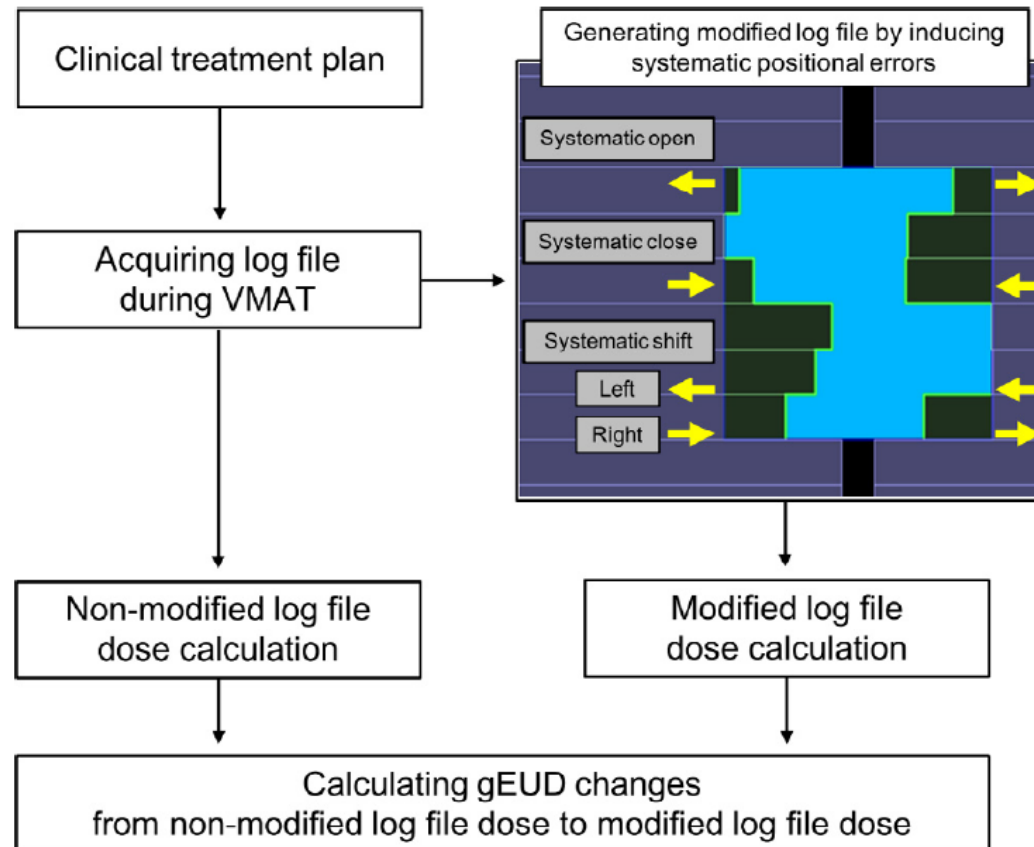 Clinical treatment plan
Generating modified log file by inducing
systematic positional errors
Systematic open
Systematic close
Systematic shift
Left
Right
Acquiring log file
during VMAT
Non-modified log file
dose calculation
Modified log file
dose calculation
Calculating gEUD changes
from non-modified log file dose to modified log file dose